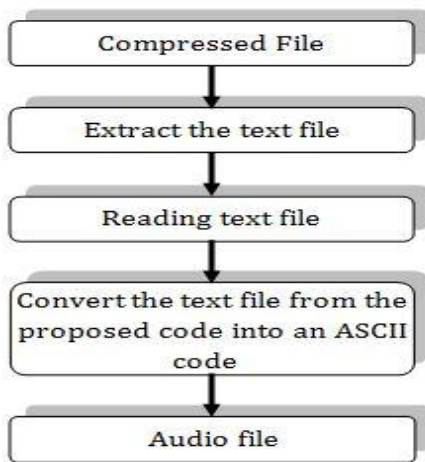 Compressed File
Extract the text file
Reading text file
Convert the text file from the
proposed code into an ASCII
code
Audio file